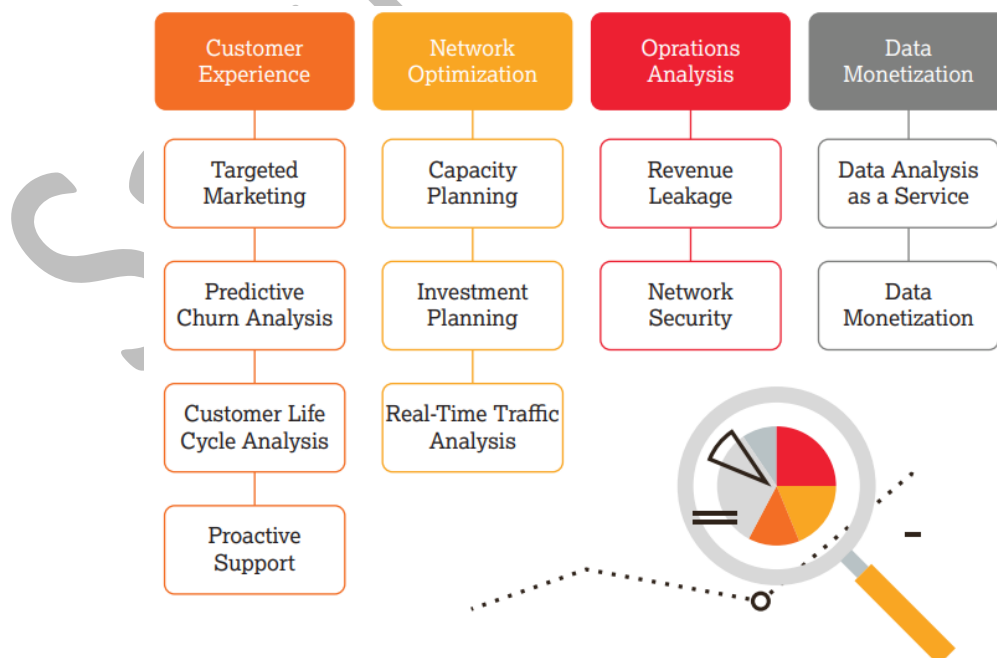 Customer
Experience
Targeted
Marketing
Predictive
Churn Analysis
Customer Life
Cycle Analysis
Proactive
Support
Network
Optimization
Capacity
Planning
Investment
Planning
Real-Time Traffic
Analysis
Oprations
Analysis
Revenue
Leakage
Network
Security
Data
Monetization
Data Analysis
as a Service
Data
Monetization